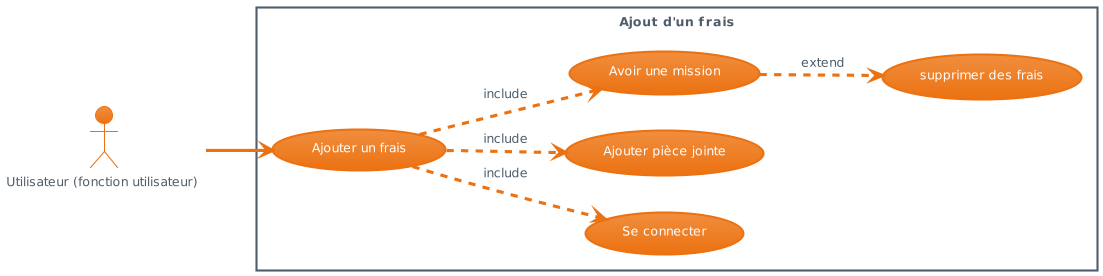 Ajout d'un frais
Avoir une mission
extend
supprimer des frais
include
Ajouter un frais
include
Ajouter pièce jointe
include
Utilisateur (fonction utilisateur)
Se connecter